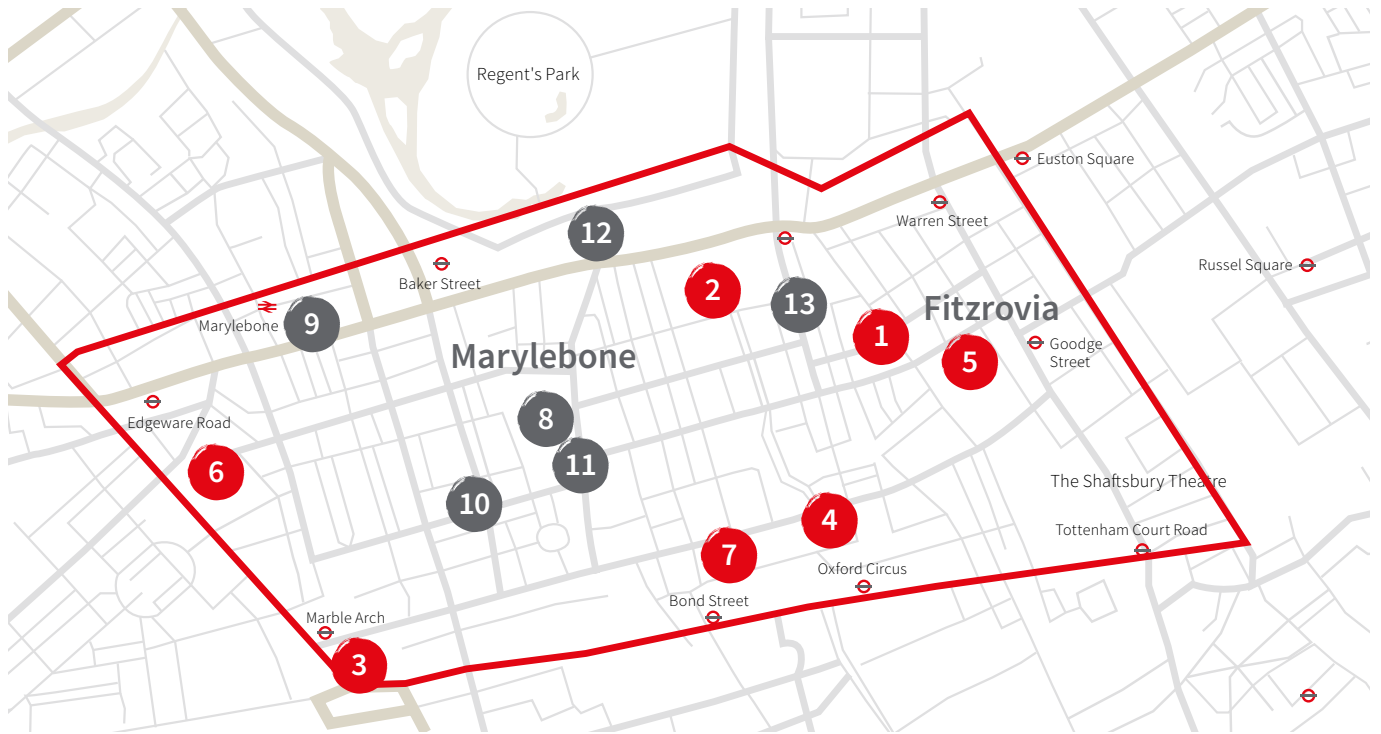 Regent's Park
Euston Square
Warren Street
12
Russel Square
Baker Street
2
13
Fitzrovia
Marylebone
9
1
Goodge
Street
5
Marylebone
Edgeware Road
8
6
11
10
The Shaftsbury Theatre
4
Tottenham Court Road
7
Oxford Circus
Bond Street
Marble Arch
3